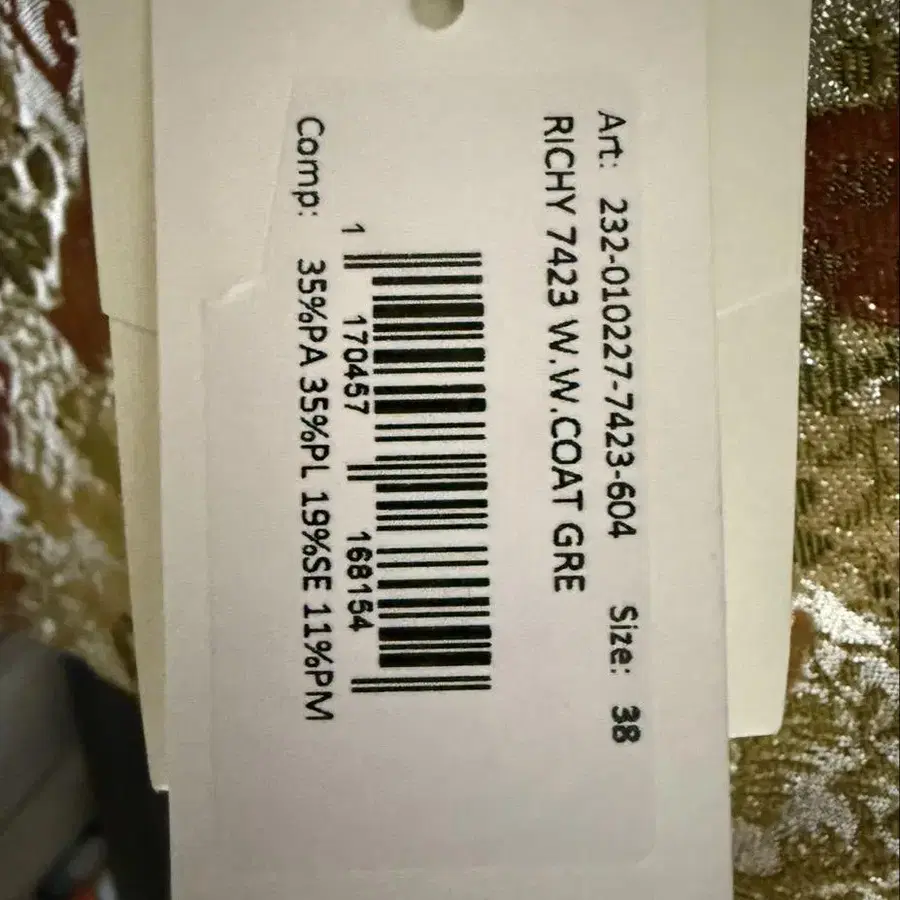 Art: 232-010227-7423-604 Size: 38
RICHY 7423 W.W.COAT GRE
1 170457 168154
Comp: 35%PA 35%PL 19%SE 11%PM